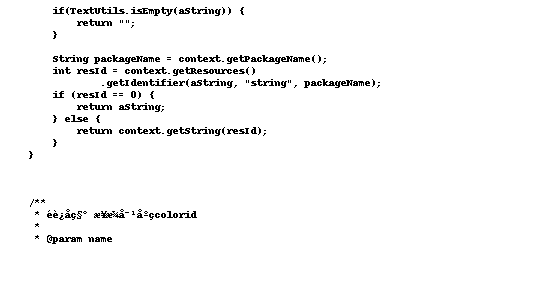 if(TextUtils.isEmpty(aString)) {
return "";
}
String packageName = context.getPackageName();
int resId = context.getResources()
.getIdentifier(aString, "string", packageName);
if (resId == 0) {
return aString;
} else {
return context.getString(resId);
}
}
/**
* éè¿åç§° æ¥æ¾å¯¹åºçcolorid
*
* @param name